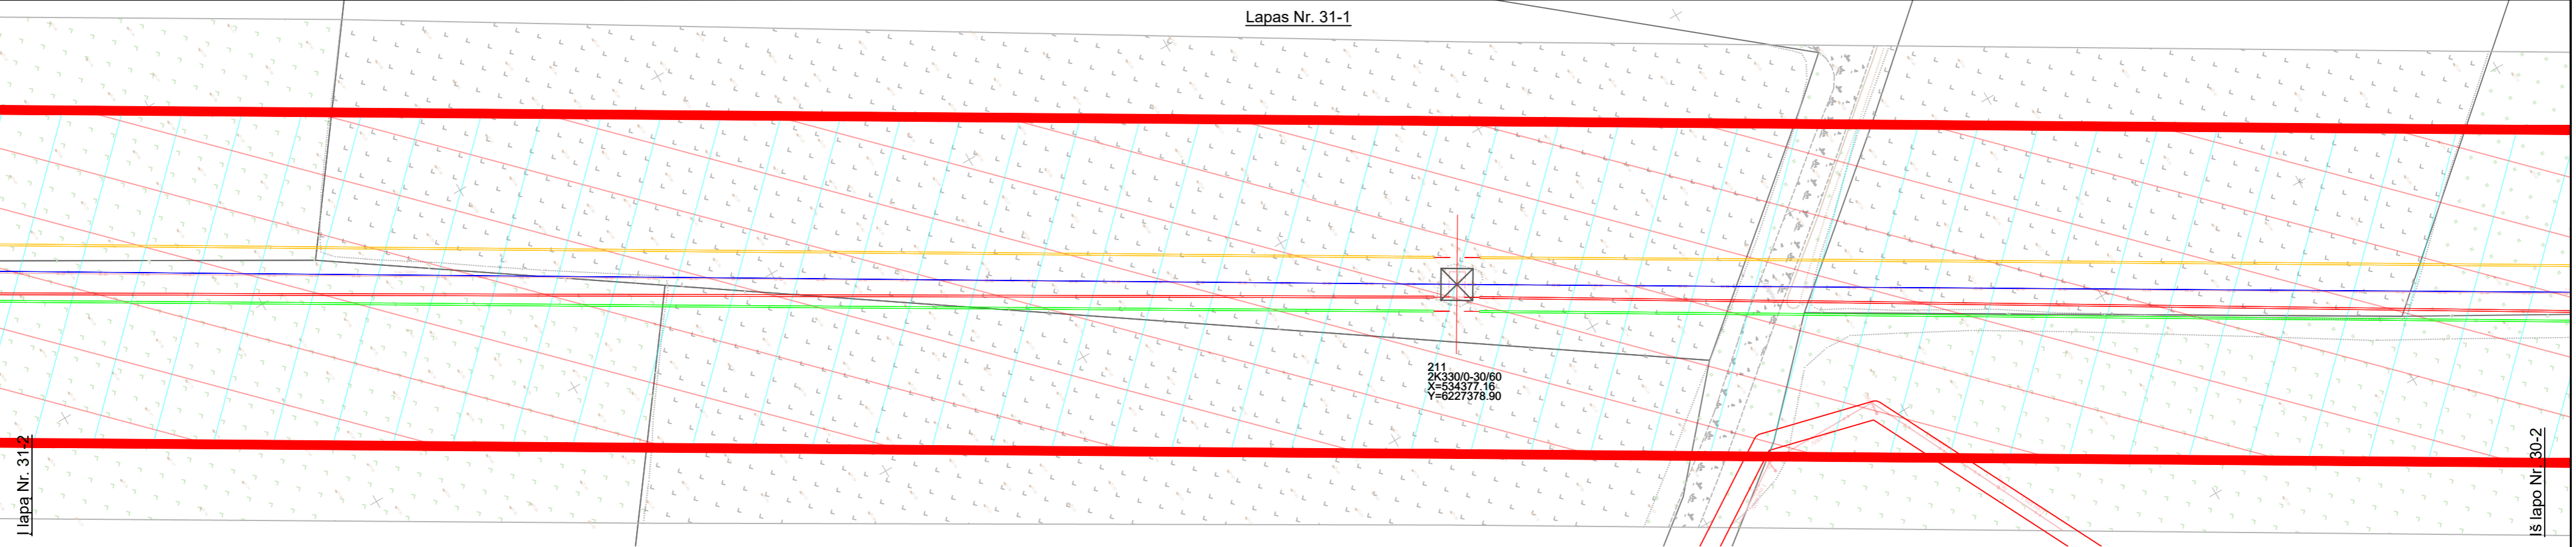 Lapas Nr. 31-1
211
2K330/0-30/60
X=534377.16
Y=6227378.90
Į lapą Nr. 31-2
Iš lapo Nr. 30-2